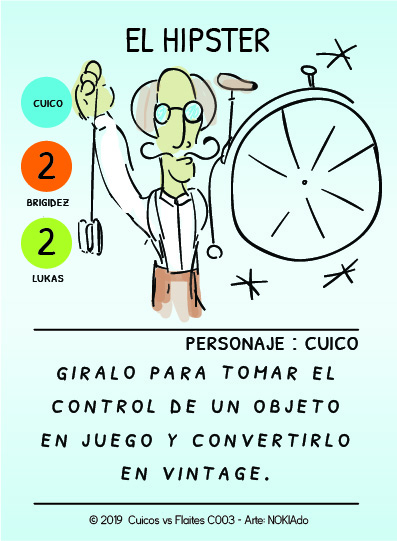 EL HIPSTER
CUICO
2
BRIGIDEZ
2
LUKAS
PERSONAJE : CUICO
GIRALO PARA TOMAR EL
CONTROL DE UN OBJETO
EN JUEGO Y CONVERTIRLO
EN VINTAGE.
© 2019 Cuicos vs Flaites C003 - Arte: NOKIAdo